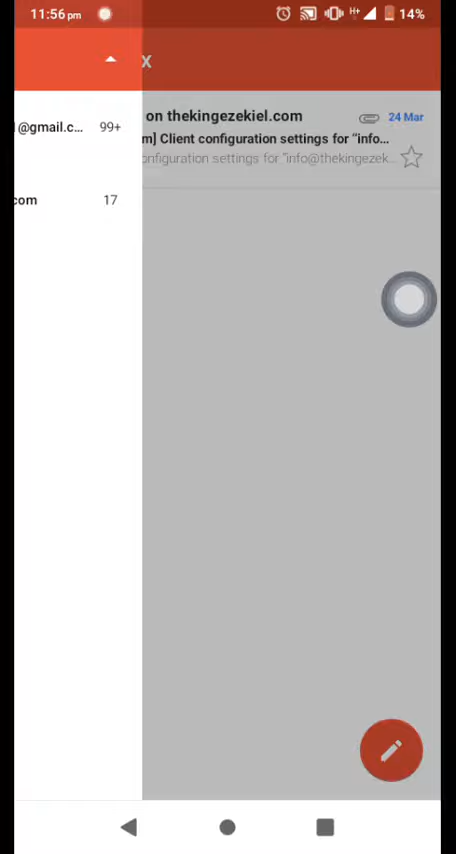 11:56 pm H+ 14%
x
on thekingezekiel.com 24 Mar
@gmail.c... 99+
m] Client configuration settings for "info...
onfiguration settings for "info@thekingezek...
com 17